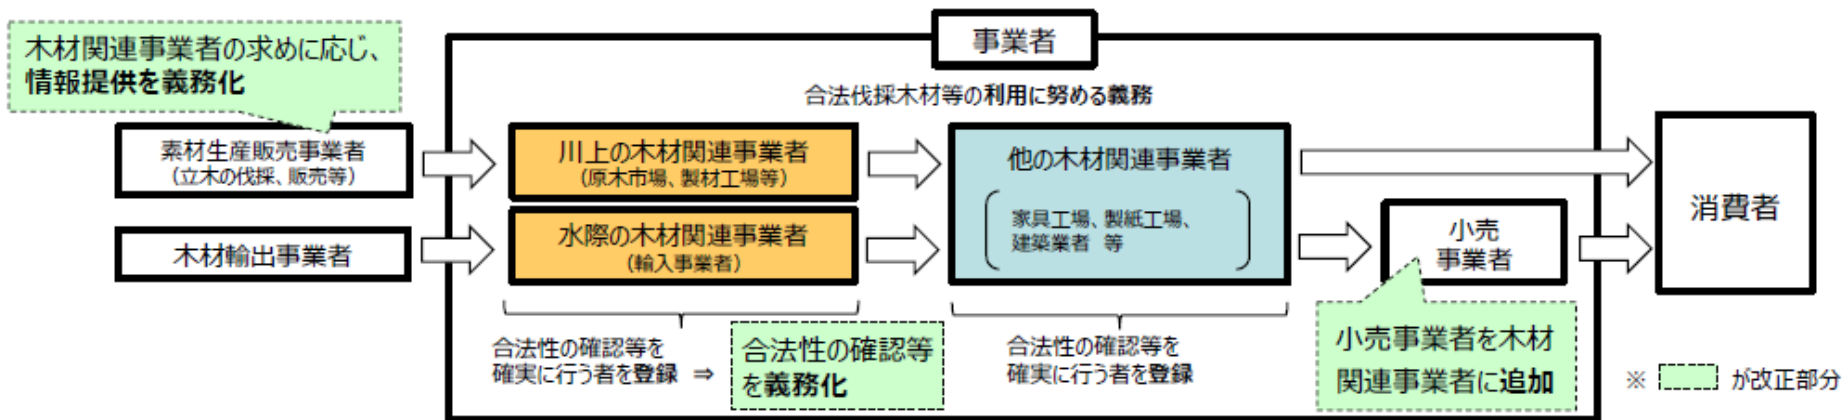 事業者
木材関連事業者の求めに応じ、
情報提供を義務化
合法伐採木材等の利用に努める義務
素材生産販売事業者
（立木の伐採、販売等）
川上の木材関連事業者
（原木市場、製材工場等）
他の木材関連事業者
家具工場、製紙工場、
建築業者 等
木材輸出事業者
水際の木材関連事業者
（輸入事業者）
小売
事業者
消費者
合法性の確認等を
確実に行う者を登録 ⇒
合法性の確認等
を義務化
合法性の確認等を
確実に行う者を登録
小売事業者を木材
関連事業者に追加
※ が改正部分